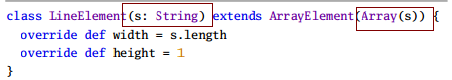 class LineElement(s: String) extends ArrayElement(Array(s)) {
  override def width = s.length
  override def height = 1
}